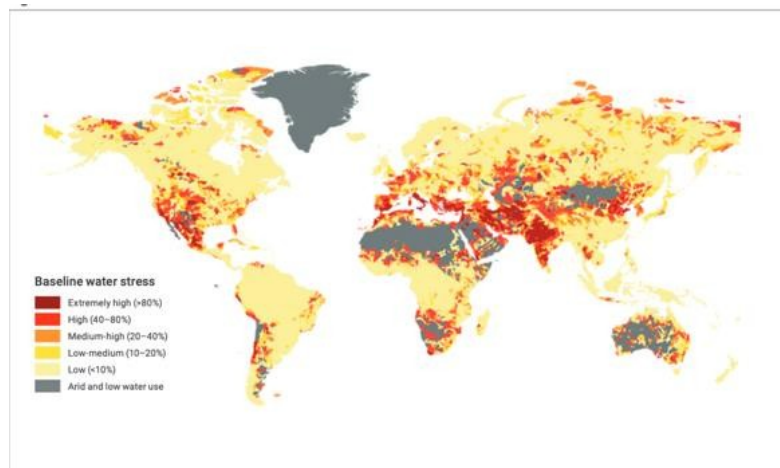 Baseline water stress
Extremely high (>80%)
High (40–80%)
Medium-high (20–40%)
Low-medium (10–20%)
Low (<10%)
Arid and low water use